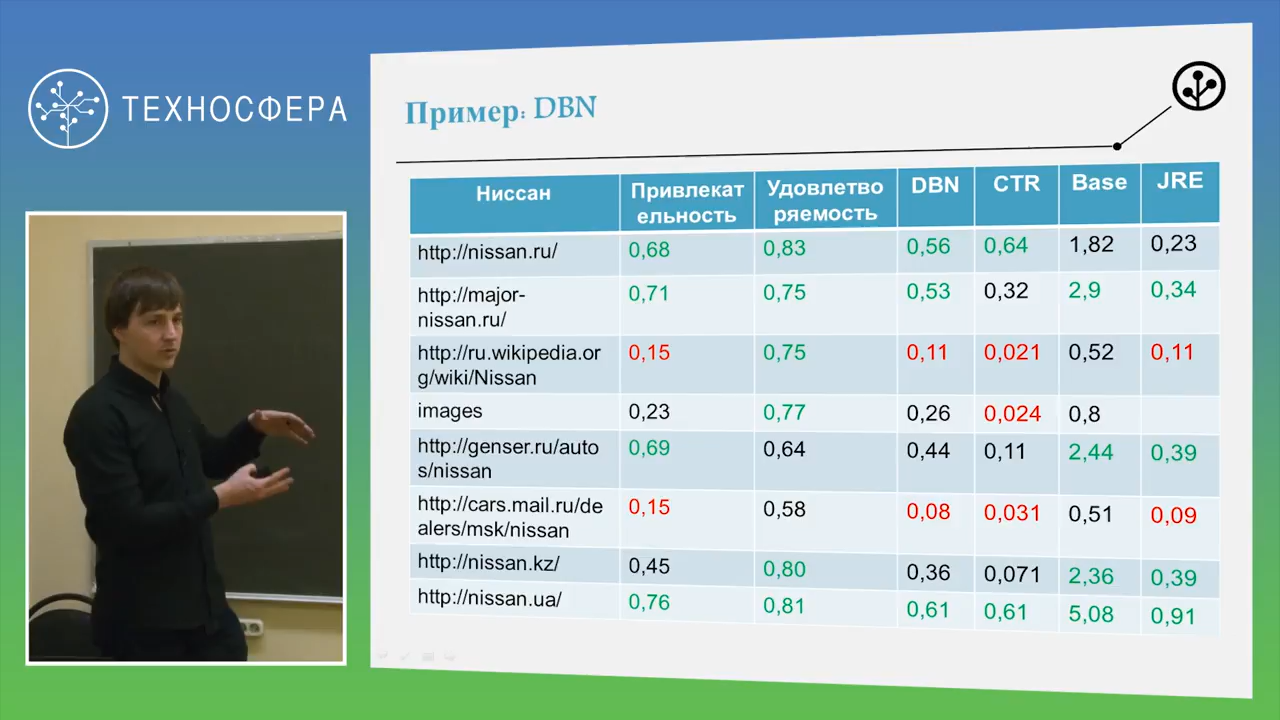 ТЕХНОСФЕРА
Пример: DBN
Ниссан Привлекат Удовлетво DBN CTR Base JRE
ельность ряемость
http://nissan.ru/ 0,68 0,83 0,56 0,64 1,82 0,23
http://major- 0,71 0,75 0,53 0,32 2,9 0,34
nissan.ru/
http://ru.wikipedia.or 0,15 0,75 0,11 0,021 0,52 0,11
g/wiki/Nissan
images 0,23 0,77 0,26 0,024 0,8
http://genser.ru/auto 0,69 0,64 0,44 0,11 2,44 0,39
s/nissan
http://cars.mail.ru/de 0,15 0,58 0,08 0,031 0,51 0,09
alers/msk/nissan
http://nissan.kz/ 0,45 0,80 0,36 0,071 2,36 0,39
http://nissan.ua/ 0,76 0,81 0,61 0,61 5,08 0,91